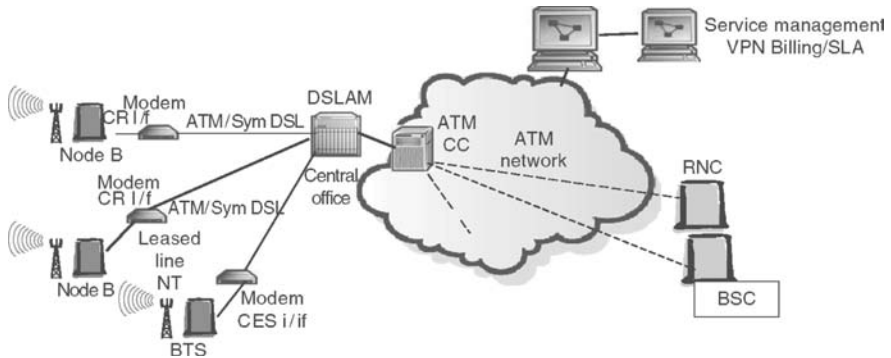 Service management
VPN Billing/SLA
DSLAM
Modem
CR I/f
ATM/Sym DSL
ATM
CC
ATM
network
Node B
RNC
Modem
CR I/f
ATM/Sym DSL
Central
office
Leased
line
NT
Node B
Modem
CES i/if
BTS
BSC